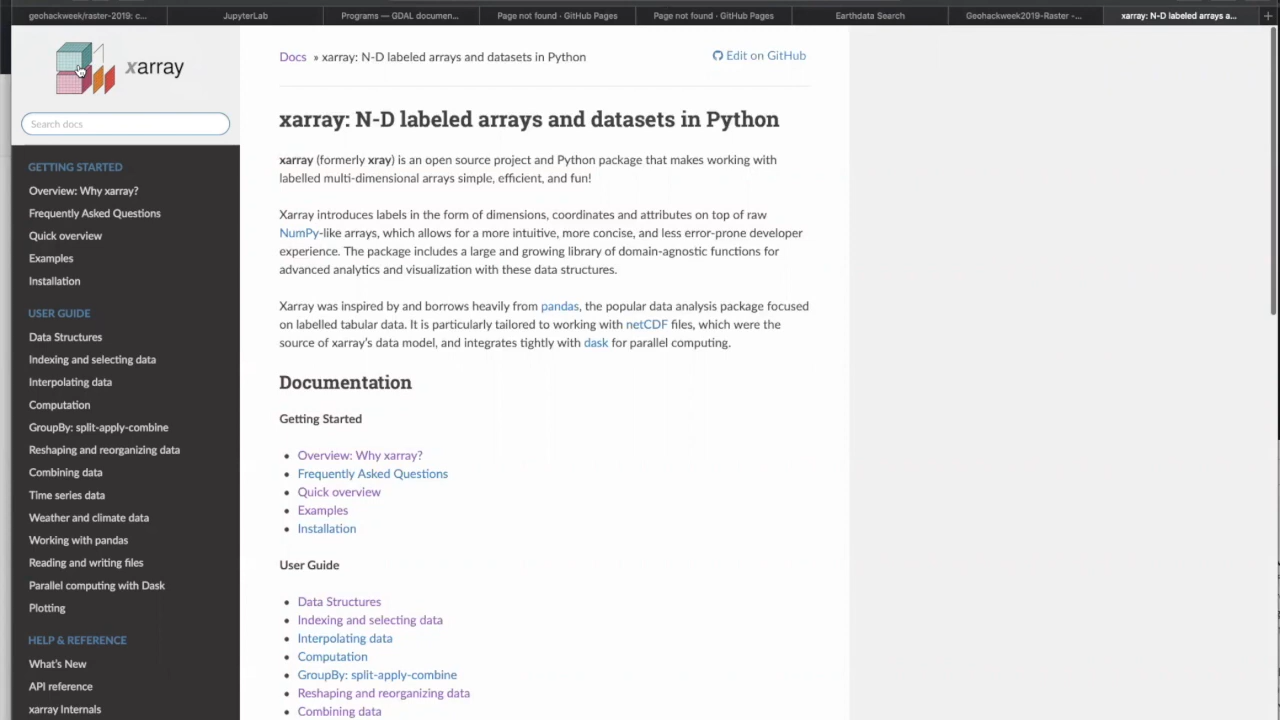 geohackweek/raster-2019: c...
JupyterLab
Programs — GDAL documen...
Page not found · GitHub Pages
Page not found · GitHub Pages
Earthdata Search
Geohackweek2019-Raster -...
xarray: N-D labeled arrays a...
xarray
Search docs
GETTING STARTED
Overview: Why xarray?
Frequently Asked Questions
Quick overview
Examples
Installation
USER GUIDE
Data Structures
Indexing and selecting data
Interpolating data
Computation
GroupBy: split-apply-combine
Reshaping and reorganizing data
Combining data
Time series data
Weather and climate data
Working with pandas
Reading and writing files
Parallel computing with Dask
Plotting
HELP & REFERENCE
What's New
API reference
xarray Internals
Docs » xarray: N-D labeled arrays and datasets in Python
Edit on GitHub
xarray: N-D labeled arrays and datasets in Python
xarray (formerly xray) is an open source project and Python package that makes working with
labelled multi-dimensional arrays simple, efficient, and fun!
Xarray introduces labels in the form of dimensions, coordinates and attributes on top of raw
NumPy-like arrays, which allows for a more intuitive, more concise, and less error-prone developer
experience. The package includes a large and growing library of domain-agnostic functions for
advanced analytics and visualization with these data structures.
Xarray was inspired by and borrows heavily from pandas, the popular data analysis package focused
on labelled tabular data. It is particularly tailored to working with netCDF files, which were the
source of xarray's data model, and integrates tightly with dask for parallel computing.
Documentation
Getting Started
• Overview: Why xarray?
• Frequently Asked Questions
• Quick overview
• Examples
• Installation
User Guide
• Data Structures
• Indexing and selecting data
• Interpolating data
• Computation
• GroupBy: split-apply-combine
• Reshaping and reorganizing data
• Combining data